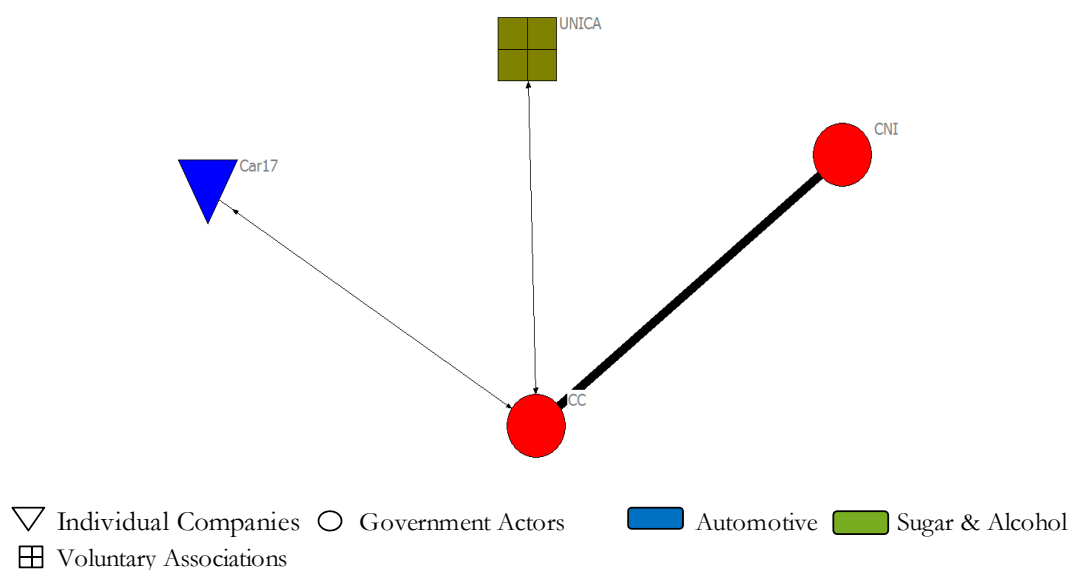 UNICA
CNI
Car17
CC
Individual Companies Government Actors Automotive Sugar & Alcohol
Voluntary Associations